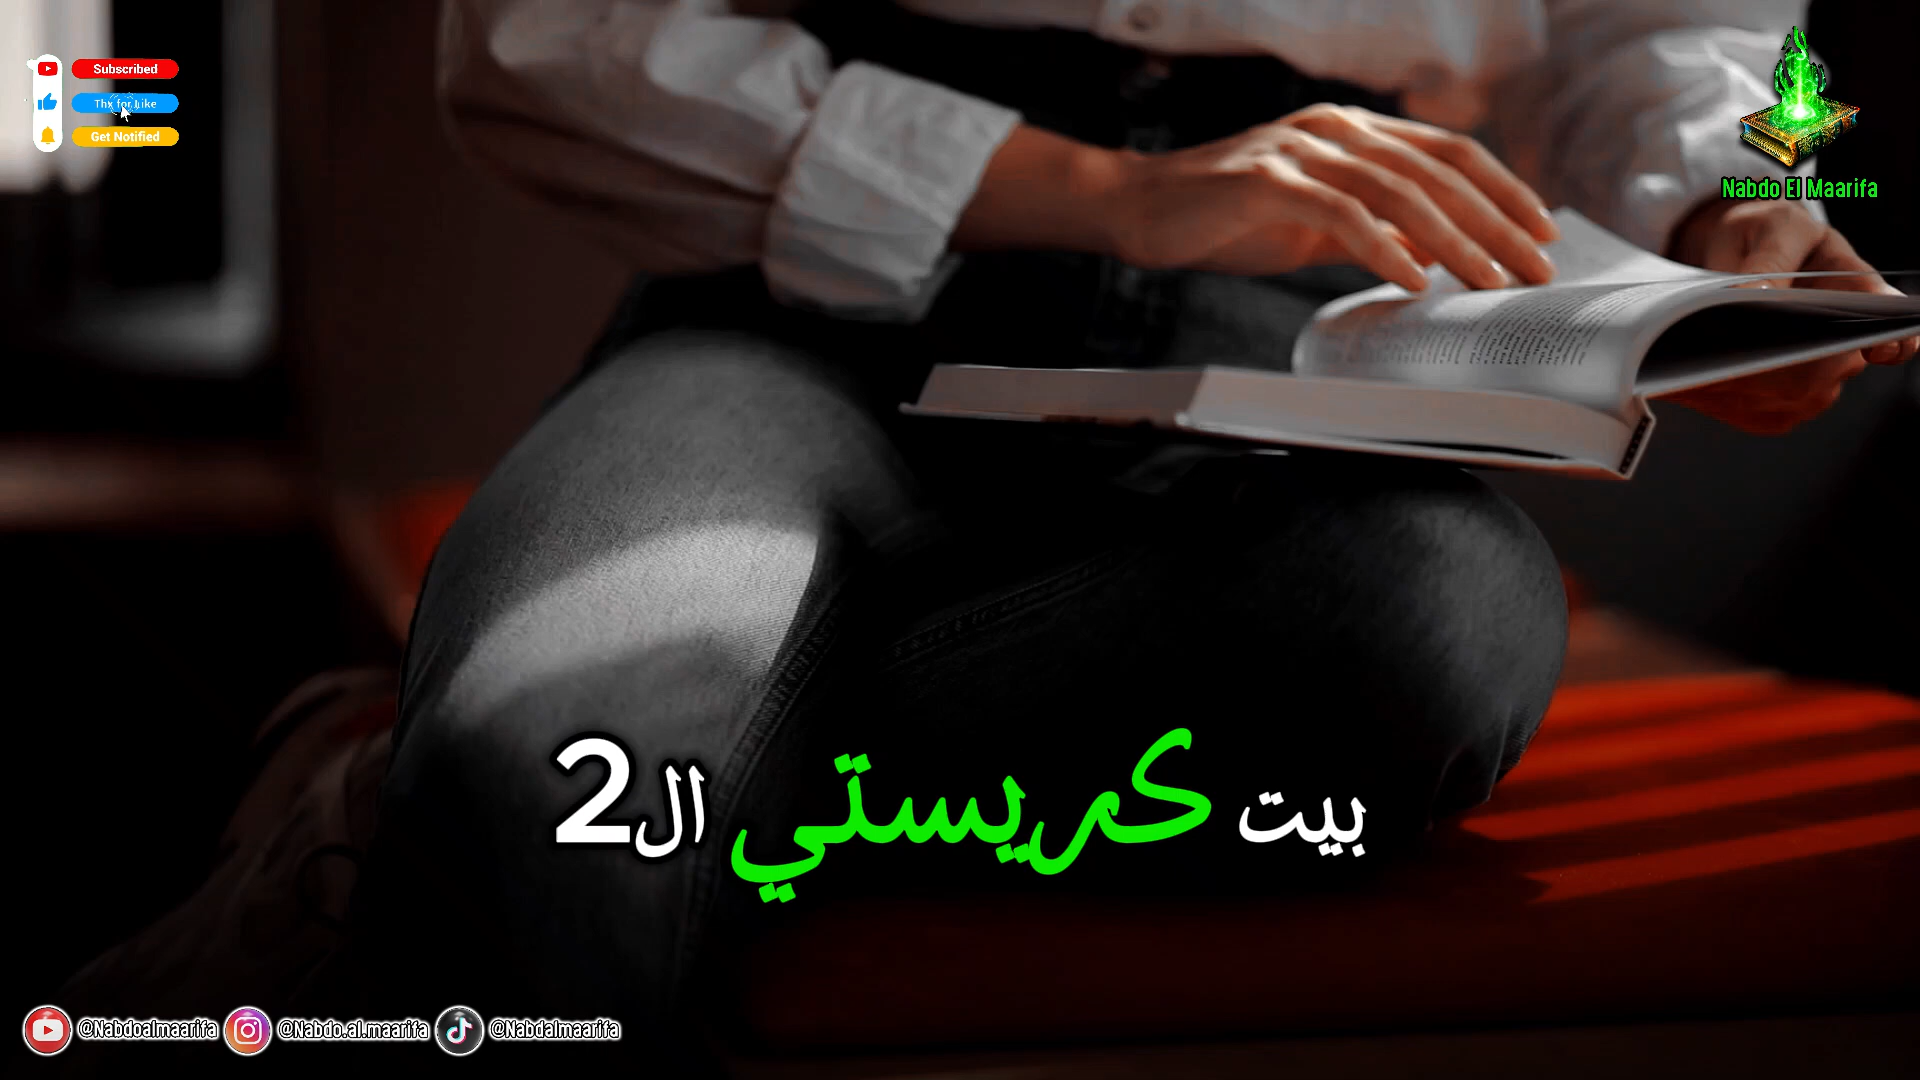 Subscribed
Thx for Like
Get Notified
Nabdo El Maarifa
بيت كريستي ال2
@Nabdoalmaarifa @Nabdo.al.maarifa @Nabdalmaarifa